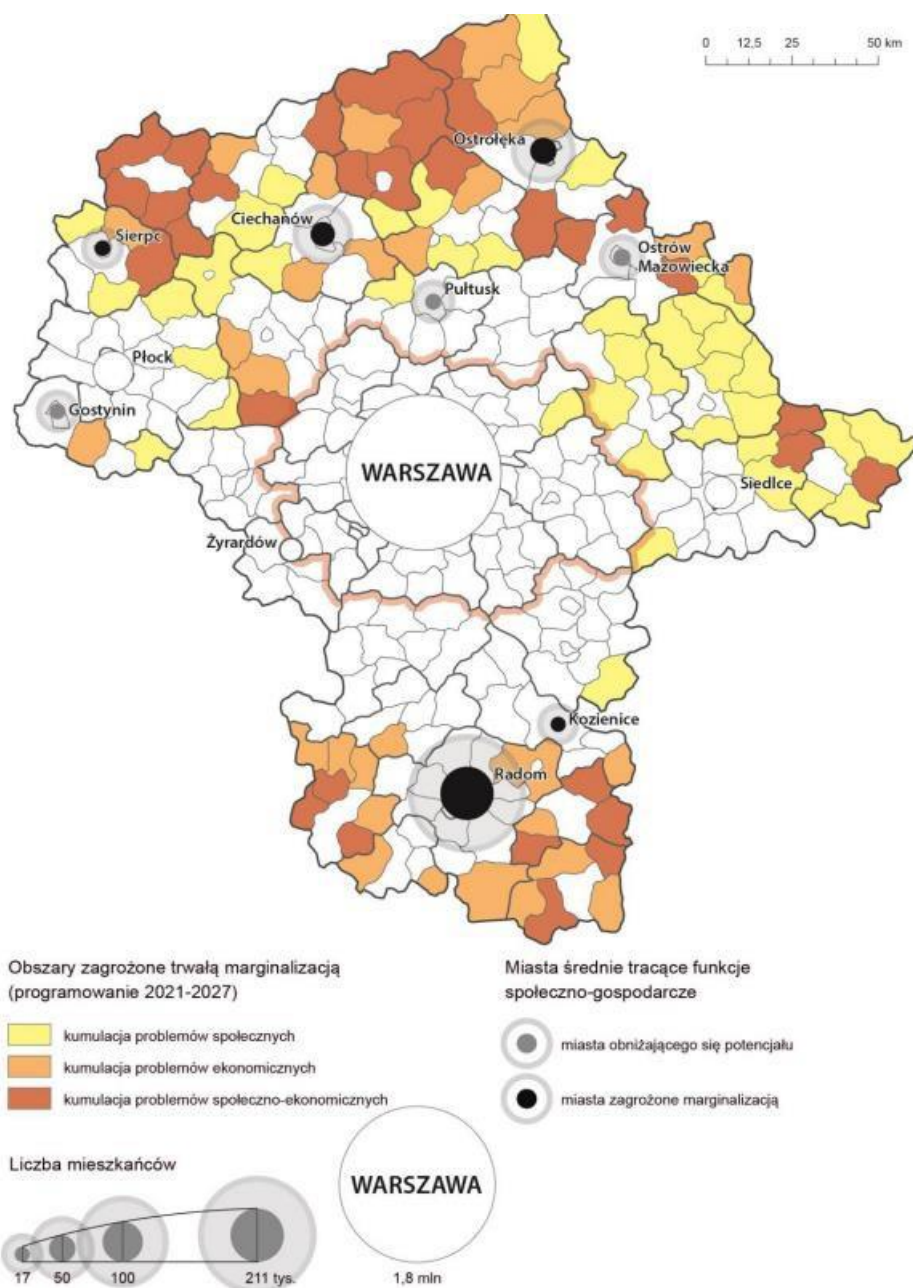 0 12,5 25 50 km
Ostrołęka
Ciechanów
Sierpc
Ostrów
Mazowiecka
Pułtusk
Płock
Gostynin
WARSZAWA
Siedlce
Żyrardów
Kozienice
Radom
Obszary zagrożone trwałą marginalizacją
(programowanie 2021-2027)
kumulacja problemów społecznych
kumulacja problemów ekonomicznych
kumulacja problemów społeczno-ekonomicznych
Miasta średnie tracące funkcje
społeczno-gospodarcze
miasta obniżającego się potencjału
miasta zagrożone marginalizacją
Liczba mieszkańców
17 50 100 211 tys.
WARSZAWA
1,8 mln